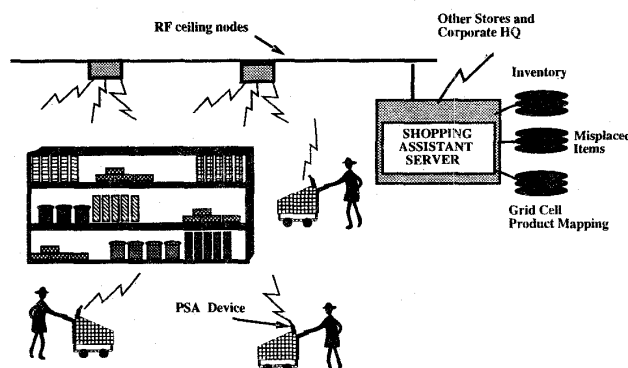 RF ceiling nodes
Other Stores and
Corporate HQ
Inventory
SHOPPING
ASSISTANT
SERVER
Misplaced
Items
Grid Cell
Product Mapping
PSA Device